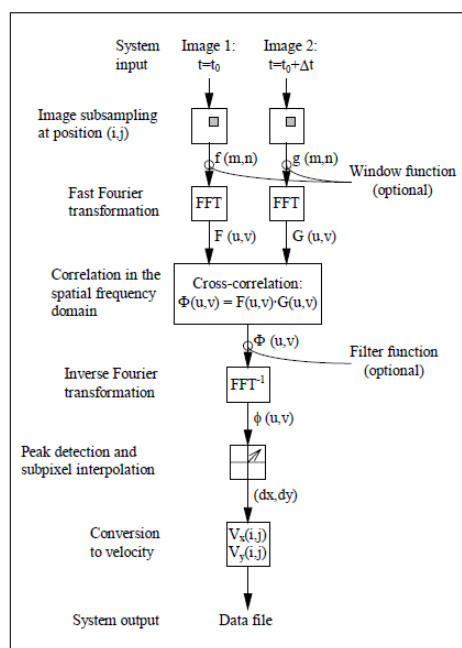 System input
Image 1: t=t₀
Image 2: t=t₀+Δt
Image subsampling at position (i,j)
f (m,n)
g (m,n)
Window function (optional)
Fast Fourier transformation
FFT
FFT
F (u,v)
G (u,v)
Correlation in the spatial frequency domain
Cross-correlation:
Φ(u,v) = F(u,v)·G(u,v)
Φ (u,v)
Filter function (optional)
Inverse Fourier transformation
FFT⁻¹
ϕ (u,v)
Peak detection and subpixel interpolation
(dx,dy)
Conversion to velocity
Vₓ(i,j)
Vᵧ(i,j)
System output
Data file